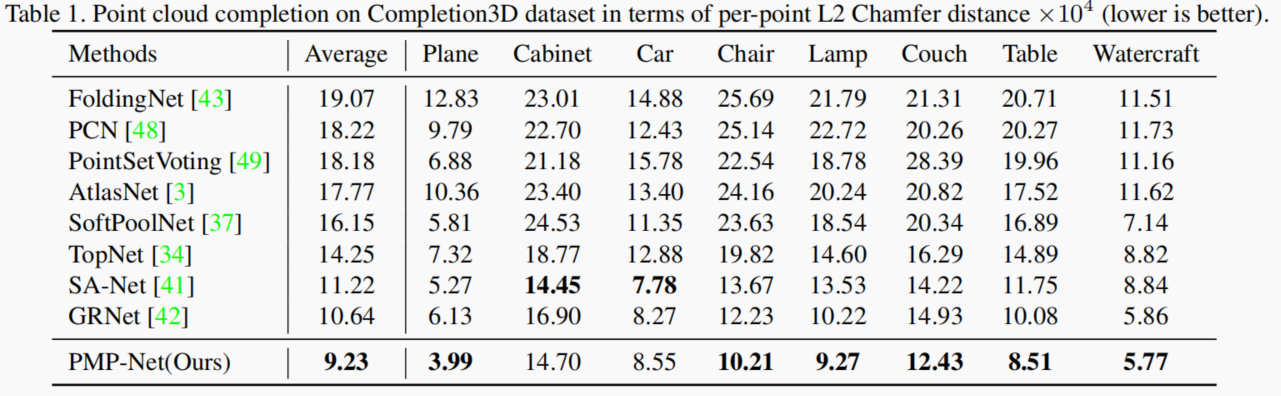 Table 1. Point cloud completion on Completion3D dataset in terms of per-point L2 Chamfer distance ×10⁴ (lower is better).
Methods Average Plane Cabinet Car Chair Lamp Couch Table Watercraft
FoldingNet [43] 19.07 12.83 23.01 14.88 25.69 21.79 21.31 20.71 11.51
PCN [48] 18.22 9.79 22.70 12.43 25.14 22.72 20.26 20.27 11.73
PointSetVoting [49] 18.18 6.88 21.18 15.78 22.54 18.78 28.39 19.96 11.16
AtlasNet [3] 17.77 10.36 23.40 13.40 24.16 20.24 20.82 17.52 11.62
SoftPoolNet [37] 16.15 5.81 24.53 11.35 23.63 18.54 20.34 16.89 7.14
TopNet [34] 14.25 7.32 18.77 12.88 19.82 14.60 16.29 14.89 8.82
SA-Net [41] 11.22 5.27 14.45 7.78 13.67 13.53 14.22 11.75 8.84
GRNet [42] 10.64 6.13 16.90 8.27 12.23 10.22 14.93 10.08 5.86
PMP-Net(Ours) 9.23 3.99 14.70 8.55 10.21 9.27 12.43 8.51 5.77